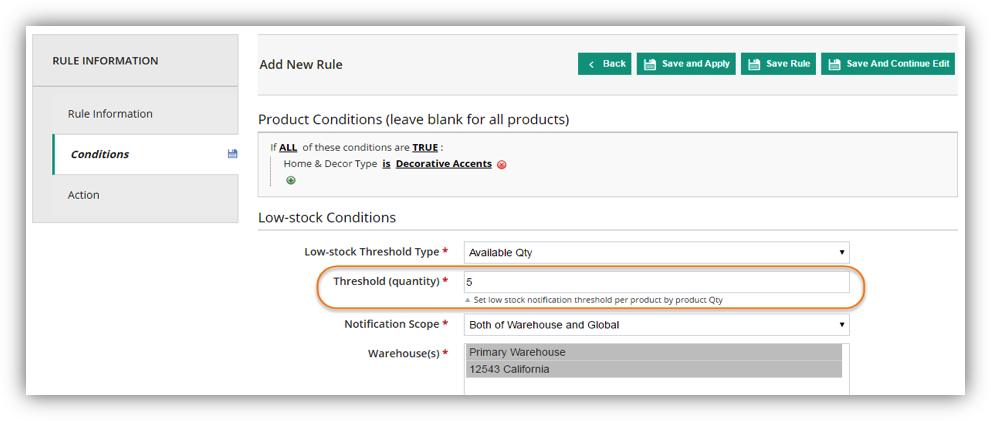 RULE INFORMATION
Rule Information
Conditions
Action
Add New Rule
Back
Save and Apply
Save Rule
Save And Continue Edit
Product Conditions (leave blank for all products)
If ALL of these conditions are TRUE :
Home & Decor Type is Decorative Accents
Low-stock Conditions
Low-stock Threshold Type *
Available Qty
Threshold (quantity) *
5
Set low stock notification threshold per product by product Qty
Notification Scope *
Both of Warehouse and Global
Warehouse(s) *
Primary Warehouse
12543 California